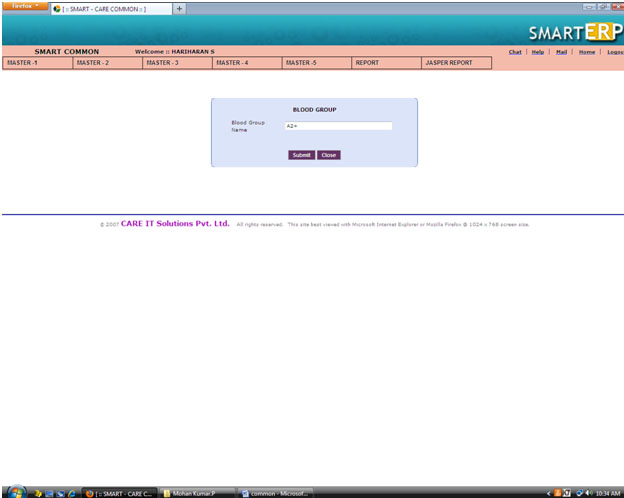 Firefox
[ :: SMART - CARE COMMON :: ]
+
SMARTERP
SMART COMMON Welcome :: HARIHARAN S
Chat | Help | Mail | Home | Logou
MASTER -1 MASTER - 2 MASTER - 3 MASTER - 4 MASTER -5 REPORT JASPER REPORT
BLOOD GROUP
Blood Group
Name
A2+
Submit Close
© 2007 CARE IT Solutions Pvt. Ltd. All rights reserved. This site best viewed with Microsoft Internet Explorer or Mozilla Firefox @ 1024 x 768 screen size.
[ :: SMART - CARE C... Mohan Kumar.P common - Microsof... 10:34 AM